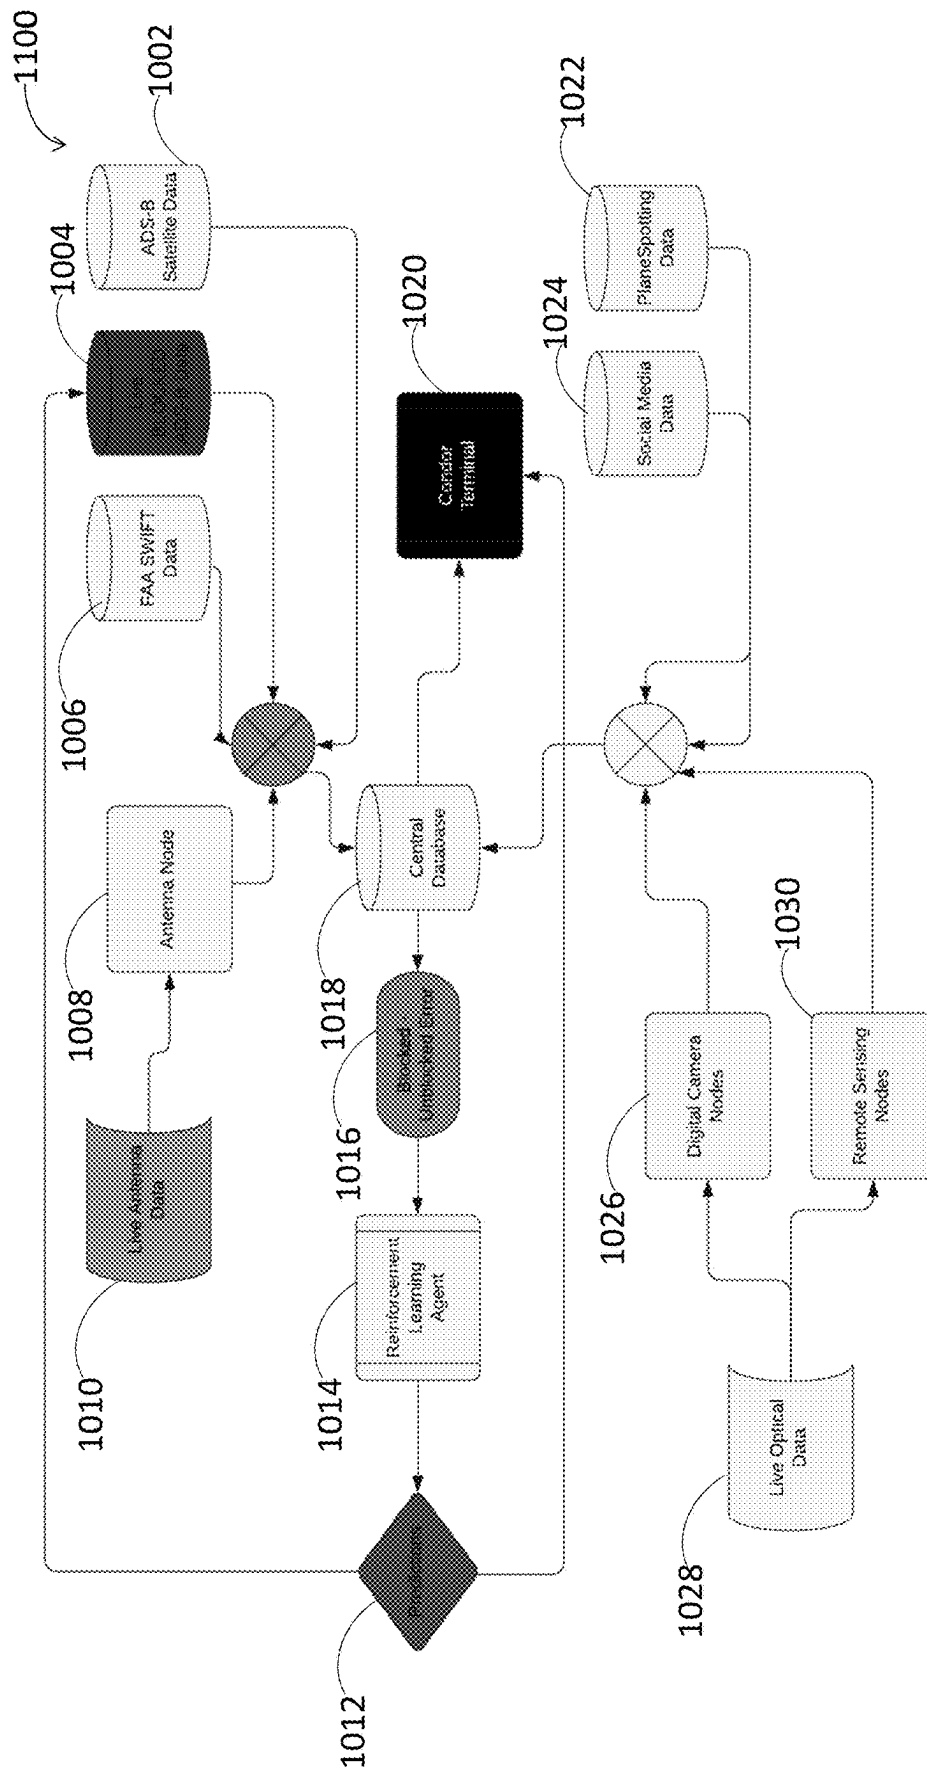 1100
1002
ADS-B
Satellite Data
1004
FAA SWIFT
Data
1006
Antenna Node
1008
Data
1010
Condor
Terminal
1020
Central
Database
1018
1016
Reinforcement
Learning
Agent
1014
1012
PlaneSpotting
Data
1022
Social Media
Data
1024
Digital Camera
Nodes
1026
Remote Sensing
Nodes
1030
Live Optical
Data
1028